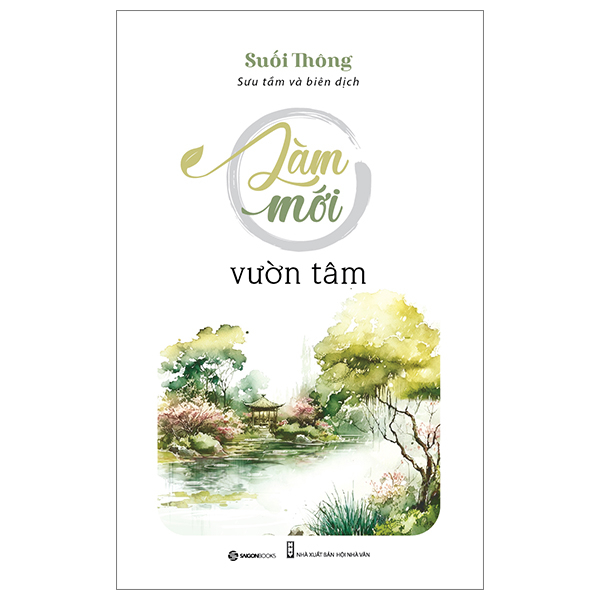 Suối Thông
Sưu tầm và biên dịch
Làm
mới
vườn tâm
SAIGONBOOKS
NHÀ XUẤT BẢN HỘI NHÀ VĂN